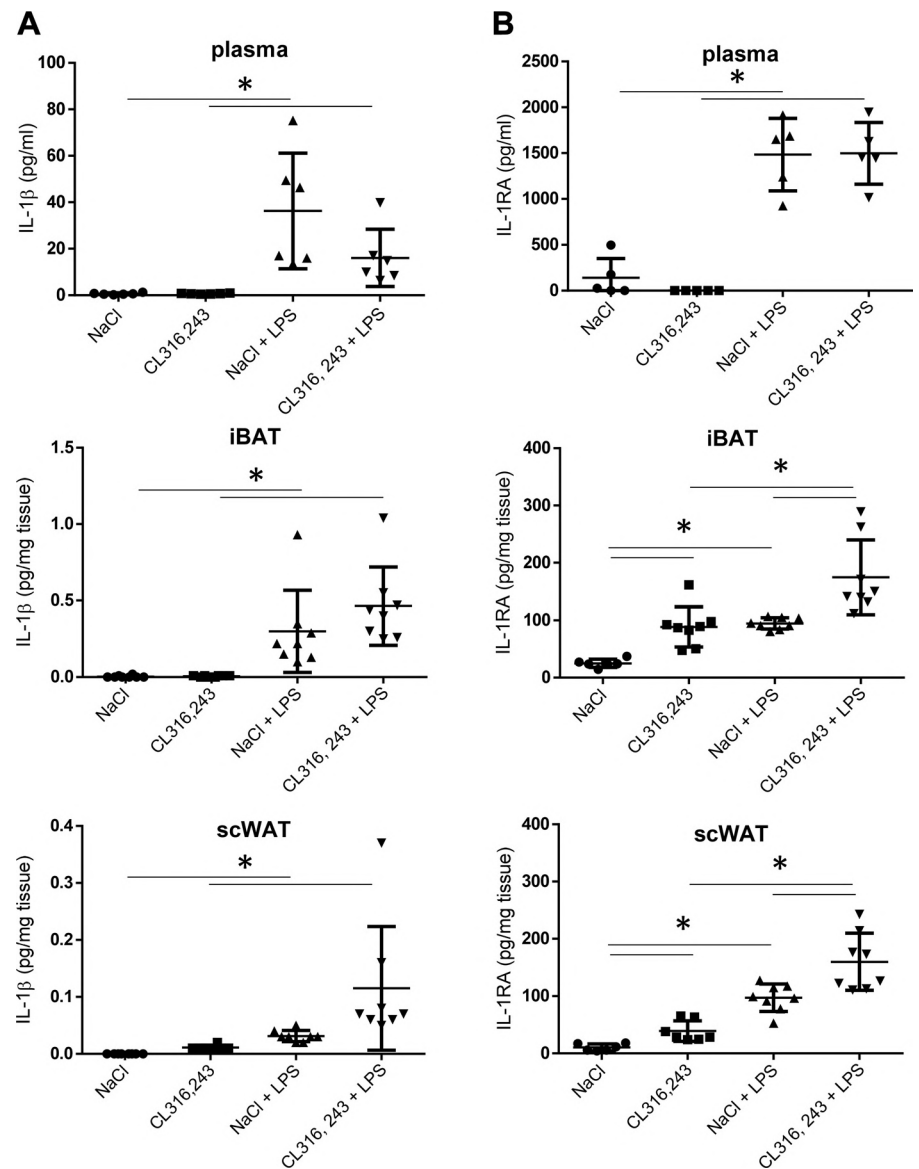 A
plasma
IL-1β (pg/ml)
100
80
60
40
20
0
*
NaCl
CL316,243
NaCl + LPS
CL316, 243 + LPS
B
plasma
IL-1RA (pg/ml)
2500
2000
1500
1000
500
0
*
NaCl
CL316,243
NaCl + LPS
CL316, 243 + LPS
iBAT
IL-1β (pg/mg tissue)
1.5
1.0
0.5
0.0
*
NaCl
CL316,243
NaCl + LPS
CL316, 243 + LPS
iBAT
IL-1RA (pg/mg tissue)
400
300
200
100
0
*
*
NaCl
CL316,243
NaCl + LPS
CL316, 243 + LPS
scWAT
IL-1β (pg/mg tissue)
0.4
0.3
0.2
0.1
0.0
*
NaCl
CL316,243
NaCl + LPS
CL316, 243 + LPS
scWAT
IL-1RA (pg/mg tissue)
400
300
200
100
0
*
*
NaCl
CL316,243
NaCl + LPS
CL316, 243 + LPS